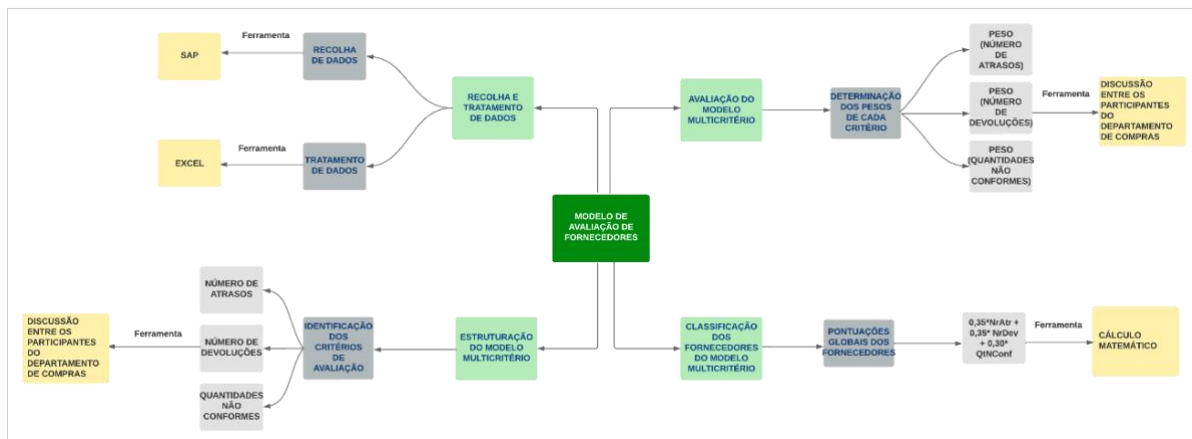 SAP
Ferramenta
RECOLHA
DE DADOS
EXCEL
Ferramenta
TRATAMENTO
DE DADOS
RECOLHA E
TRATAMENTO
DE DADOS
AVALIAÇÃO DO
MODELO
MULTICRITÉRIO
DETERMINAÇÃO
DOS PESOS
DE CADA
CRITÉRIO
PESO
(NÚMERO
DE
ATRASOS)
PESO
(NÚMERO
DE
DEVOLUÇÕES)
PESO
(QUANTIDADES
NÃO
CONFORMES)
Ferramenta
DISCUSSÃO
ENTRE OS
PARTICIPANTES
DO
DEPARTAMENTO
DE COMPRAS
MODELO DE
AVALIAÇÃO DE
FORNECEDORES
DISCUSSÃO
ENTRE OS
PARTICIPANTES
DO
DEPARTAMENTO
DE COMPRAS
Ferramenta
NÚMERO DE
ATRASOS
NÚMERO DE
DEVOLUÇÕES
QUANTIDADES
NÃO
CONFORMES
IDENTIFICAÇÃO
DOS
CRITÉRIOS
DE
AVALIAÇÃO
ESTRUTURAÇÃO
DO MODELO
MULTICRITÉRIO
CLASSIFICAÇÃO
DOS
FORNECEDORES
DO MODELO
MULTICRITÉRIO
PONTUAÇÕES
GLOBAIS DOS
FORNECEDORES
0,35*NrAtr +
0,35* NrDev
+ 0,30*
QtNConf
Ferramenta
CÁLCULO
MATEMÁTICO